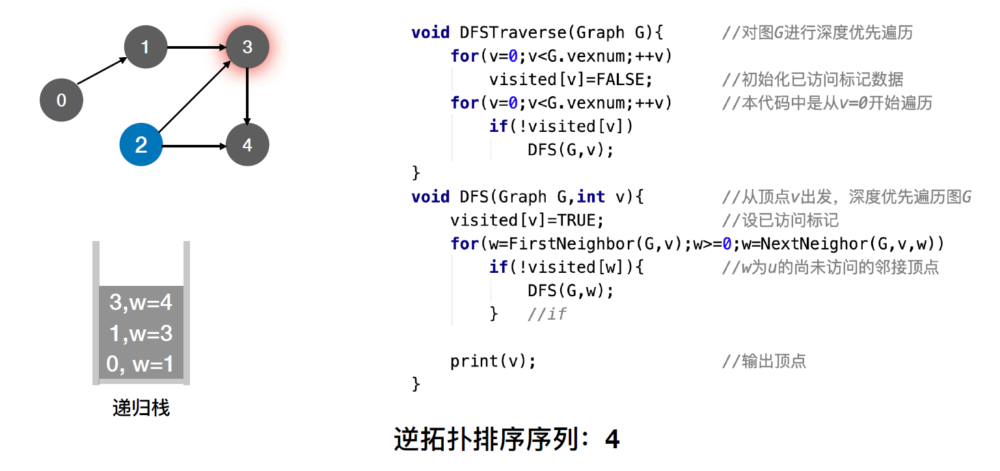 1
3
0
2
4
3,w=4
1,w=3
0, w=1
递归栈
void DFSTraverse(Graph G){ //对图G进行深度优先遍历
for(v=0;v<G.vexnum;++v)
visited[v]=FALSE; //初始化已访问标记数据
for(v=0;v<G.vexnum;++v) //本代码中是从v=0开始遍历
if(!visited[v])
DFS(G,v);
}
void DFS(Graph G,int v){ //从顶点v出发，深度优先遍历图G
visited[v]=TRUE; //设已访问标记
for(w=FirstNeighbor(G,v);w>=0;w=NextNeighor(G,v,w))
if(!visited[w]){ //w为u的尚未访问的邻接顶点
DFS(G,w);
} //if
print(v); //输出顶点
}
逆拓扑排序序列：4